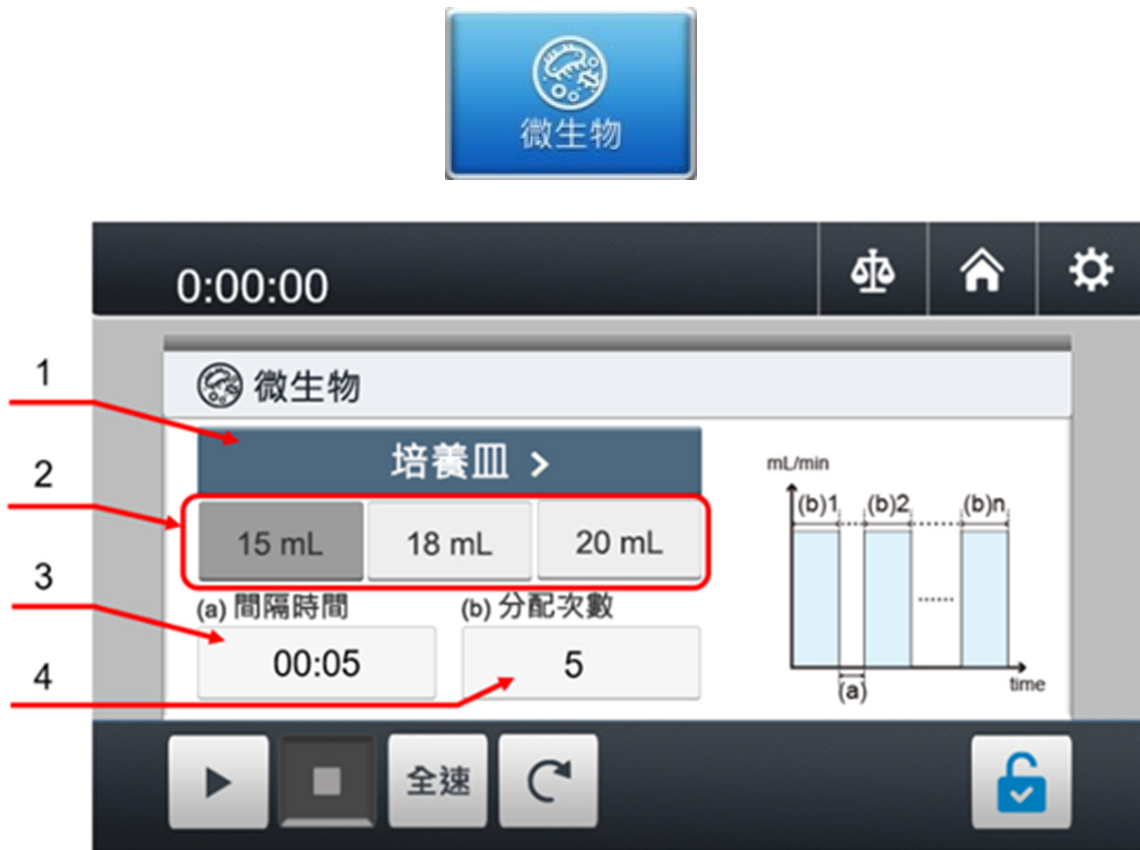 微生物
0:00:00
1
微生物
培養皿 >
2
15 mL 18 mL 20 mL
3
(a) 間隔時間 (b) 分配次數
00:05 5
4
mL/min
(b)1 (b)2 (b)n
(a)
time
全速